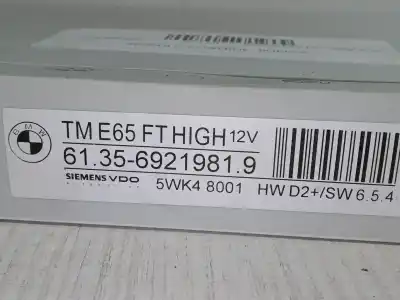 BMW
TM E65 FT HIGH 12V
61.35-6921981.9
SIEMENS VDO
5WK4 8001 HW D2+/SW 6.5.4